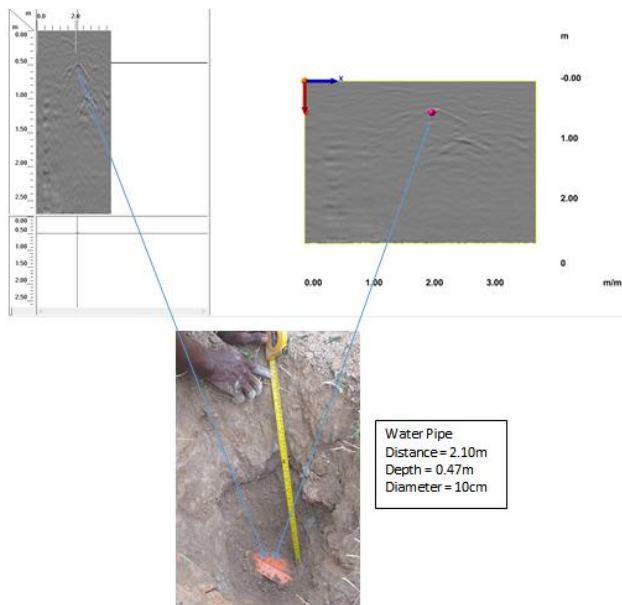 m
m 0.0 2.0
0.00
0.50
1.00
1.50
2.00
2.50
0.00
0.50
1.00
1.50
2.00
2.50
m
x
-0.00
1.00
2.00
0
0.00 1.00 2.00 3.00 m/m
Water Pipe
Distance = 2.10m
Depth = 0.47m
Diameter = 10cm